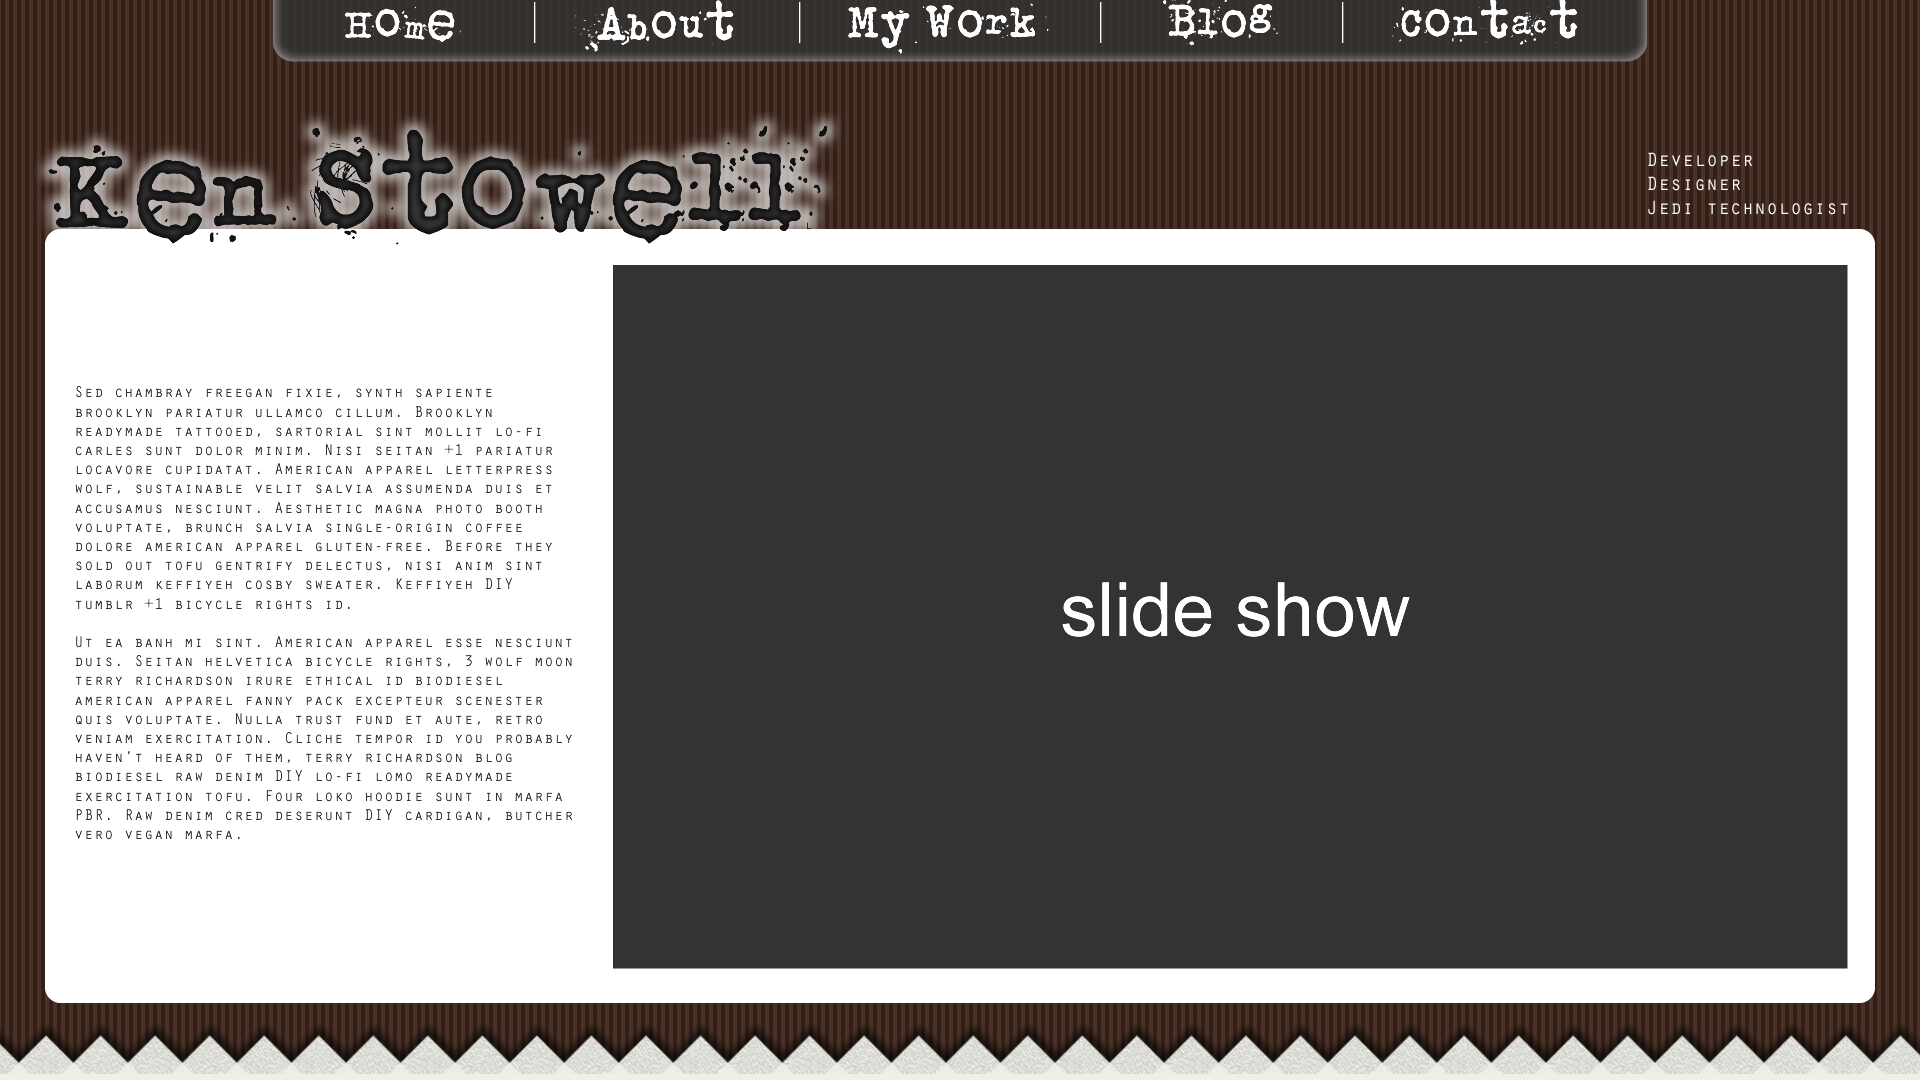 Home About My Work Blog Contact
Ken Stowell
Developer
Designer
Jedi technologist
Sed chambray freegan fixie, synth sapiente
brooklyn pariatur ullamco cillum. Brooklyn
readymade tattooed, sartorial sint mollit lo-fi
carles sunt dolor minim. Nisi seitan +1 pariatur
locavore cupidatat. American apparel letterpress
wolf, sustainable velit salvia assumenda duis et
accusamus nesciunt. Aesthetic magna photo booth
voluptate, brunch salvia single-origin coffee
dolore american apparel gluten-free. Before they
sold out tofu gentrify delectus, nisi anim sint
laborum keffiyeh cosby sweater. Keffiyeh DIY
tumblr +1 bicycle rights id.
Ut ea banh mi sint. American apparel esse nesciunt
duis. Seitan helvetica bicycle rights, 3 wolf moon
terry richardson irure ethical id biodiesel
american apparel fanny pack excepteur scenester
quis voluptate. Nulla trust fund et aute, retro
veniam exercitation. Cliche tempor id you probably
haven't heard of them, terry richardson blog
biodiesel raw denim DIY lo-fi lomo readymade
exercitation tofu. Four loko hoodie sunt in marfa
PBR. Raw denim cred deserunt DIY cardigan, butcher
vero vegan marfa.
slide show